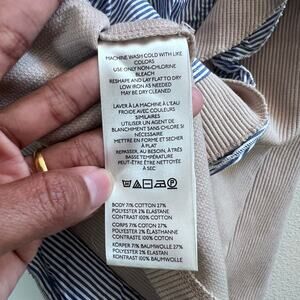 MACHINE WASH COLD WITH LIKE
COLORS
USE ONLY NON-CHLORINE
BLEACH
RESHAPE AND LAY FLAT TO DRY
LOW IRON AS NEEDED
MAY BE DRY CLEANED
LAVER À LA MACHINE À L'EAU
FROIDE AVEC COULEURS
SIMILAIRES
UTILISER UN AGENT DE
BLANCHIMENT SANS CHLORE SI
NÉCESSAIRE
METTRE EN FORME ET SECHER
À PLAT
REPASSER, AU BESOIN, À TRÈS
BASSE TEMPÉRATURE
PEUT-ÊTRE ÊTRE NETTOYÉE
À SEC
BODY 71% COTTON 27%
POLYESTER 2% ELASTANE
CONTRAST 100% COTTON
CORPS 71% COTON 27%
POLYESTER 2% ÉLASTHANNE
CONTRASTE 100% COTON
KÖRPER 71% BAUMWOLLE 27%
POLYESTER 2% ELASTAN
KONTRAST 100% BAUMWOLLE